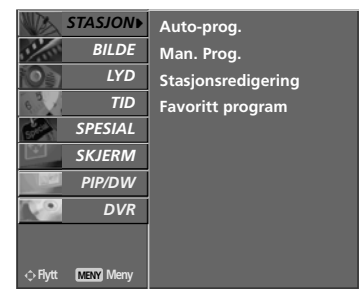 STASJON
BILDE
LYD
TID
SPESIAL
SKJERM
PIP/DW
DVR
Flytt MENY Meny
Auto-prog.
Man. Prog.
Stasjonsredigering
Favoritt program